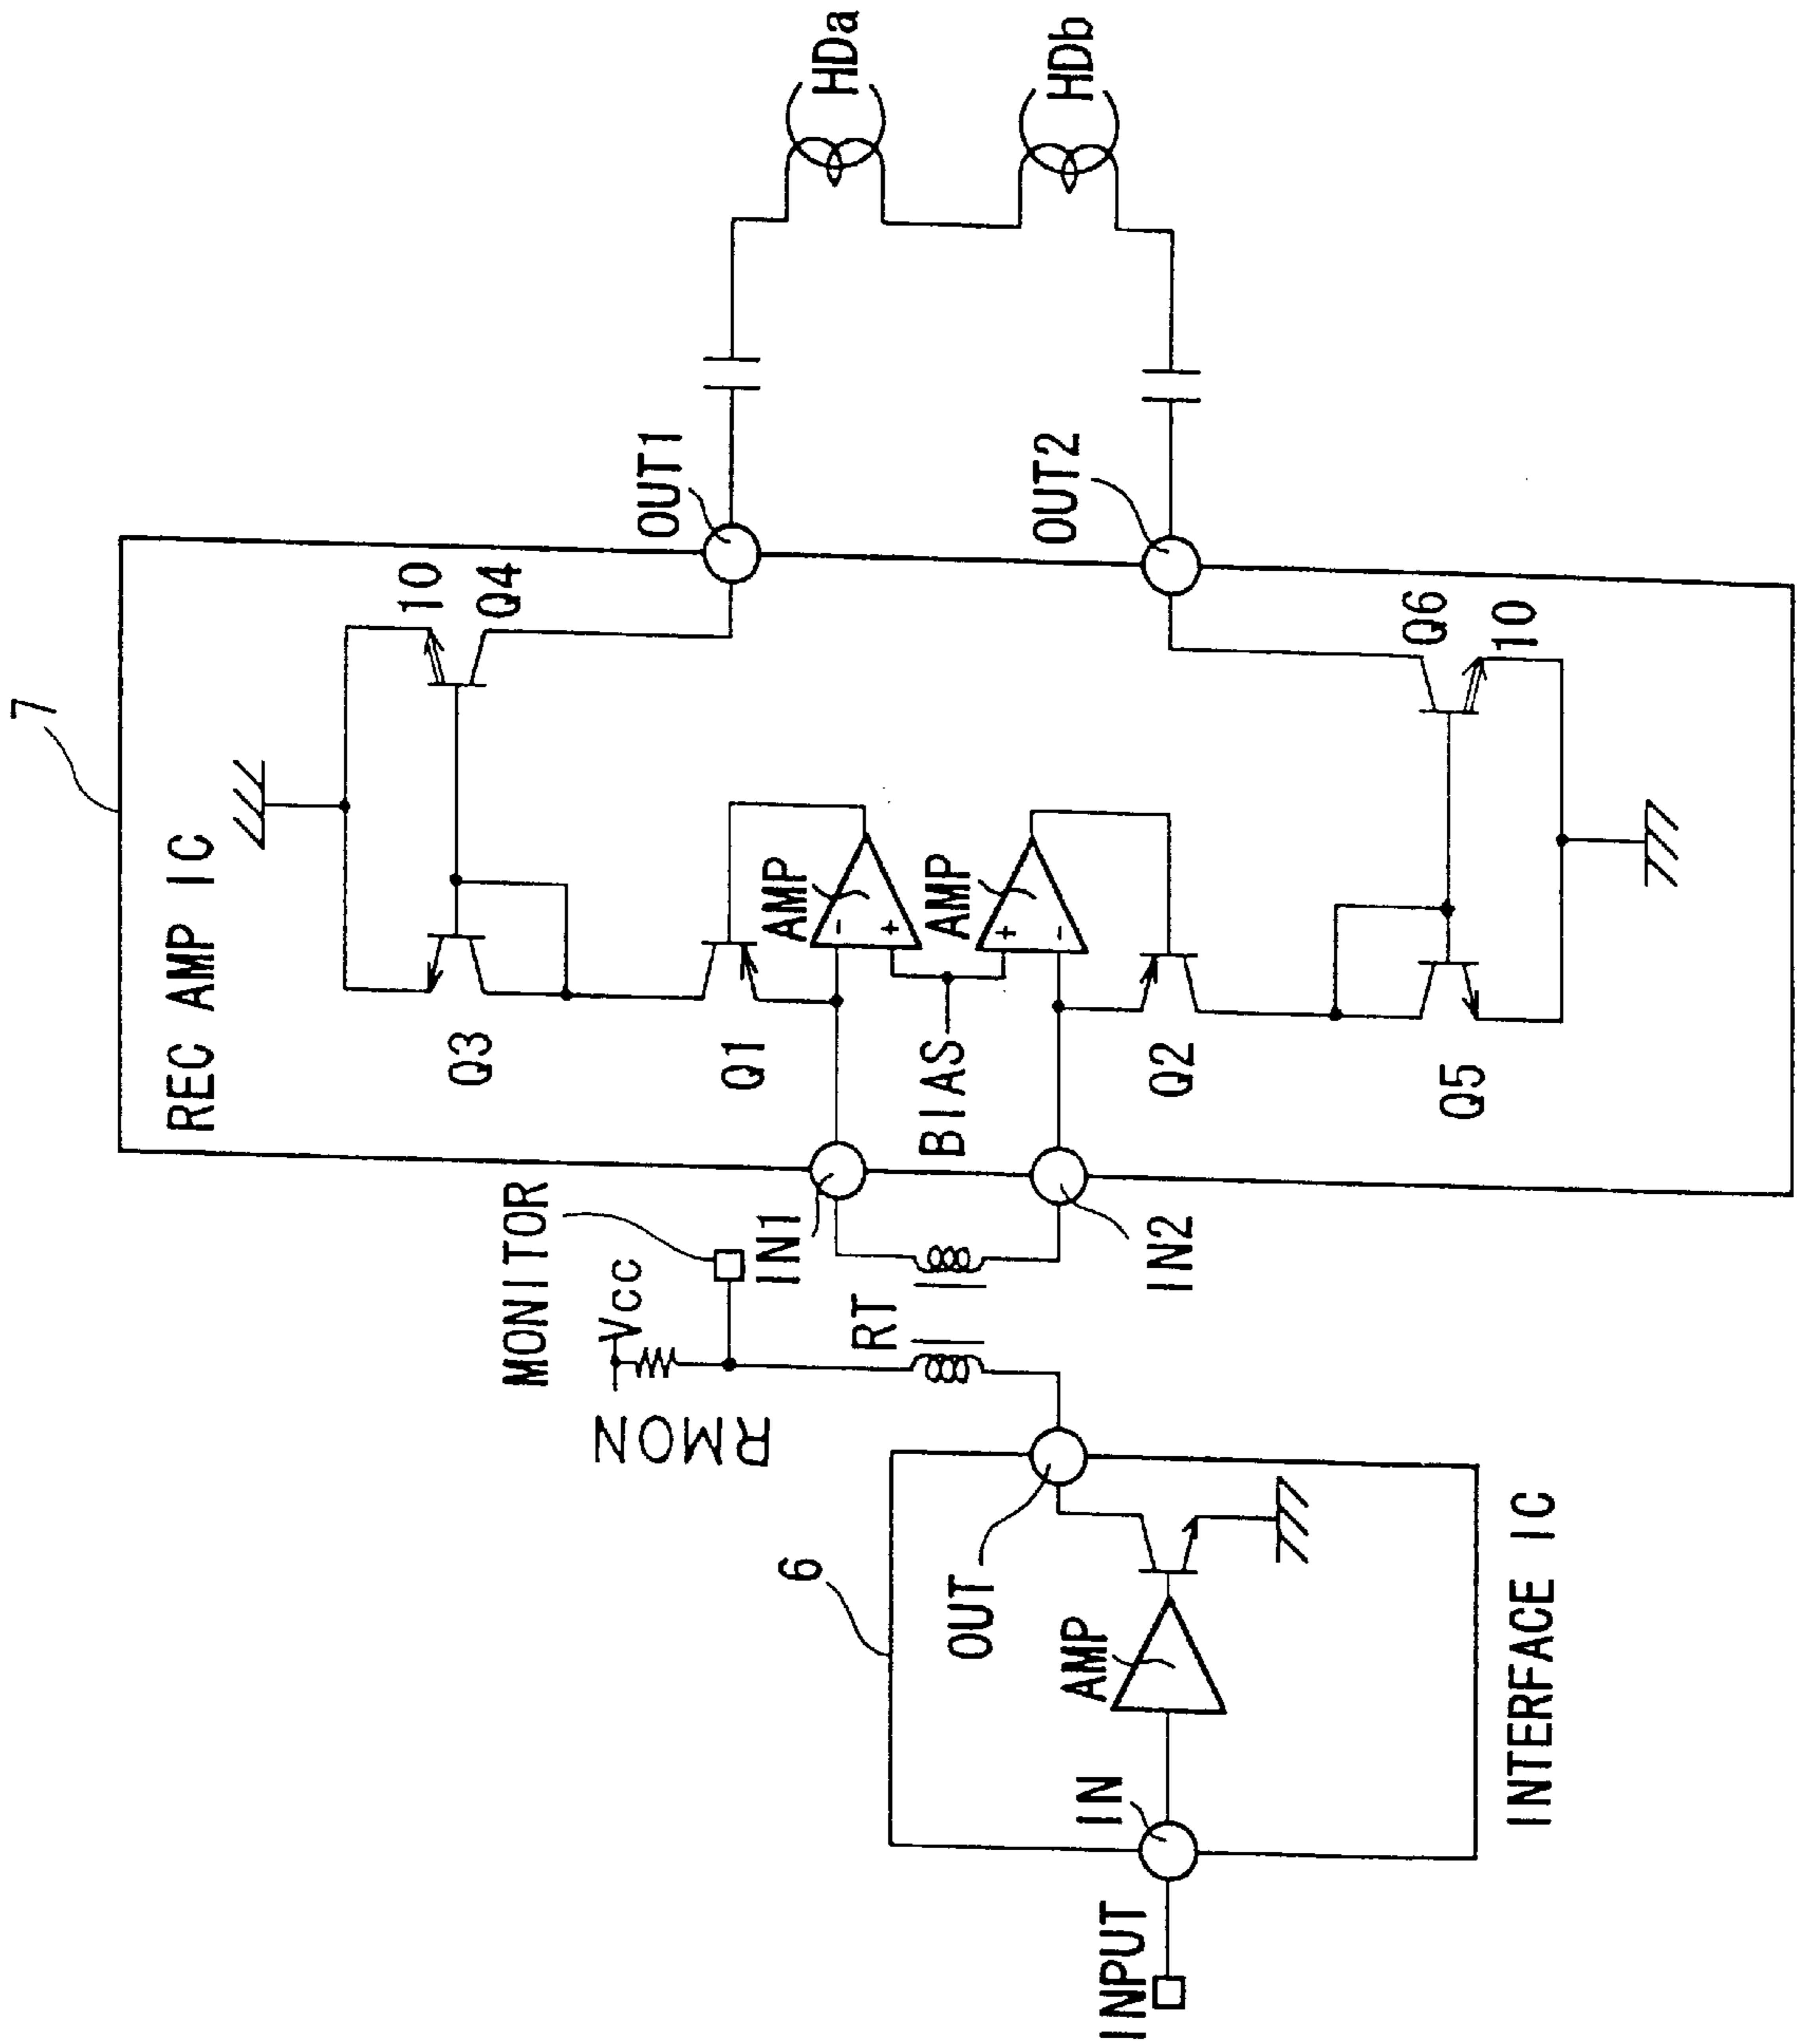 7
REC AMP IC
10
Q4
Q3
Q1
AMP
-
+
AMP
+
-
BIAS
Q2
Q5
Q6
10
OUT1
OUT2
HDa
HDb
MONITOR
Vcc
RMON
RT
IN1
IN2
6
OUT
AMP
IN
INPUT
INTERFACE IC